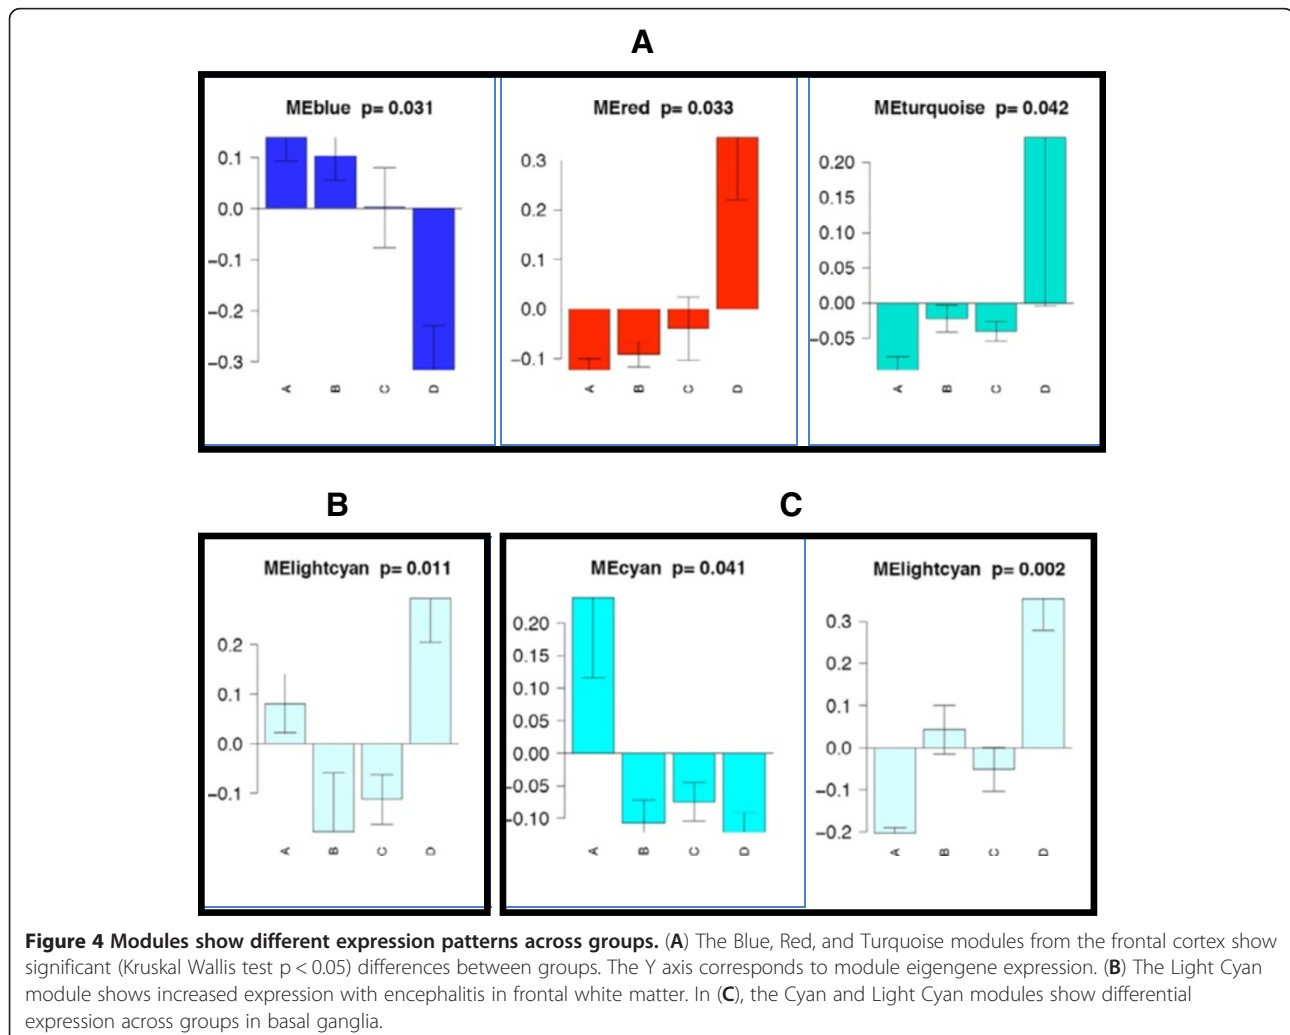 A
MEblue p= 0.031
0.1
0.0
−0.1
−0.2
−0.3
A B C D
MEred p= 0.033
0.3
0.2
0.1
0.0
−0.1
A B C D
MEturquoise p= 0.042
0.20
0.15
0.10
0.05
0.00
−0.05
A B C D
B
MElightcyan p= 0.011
0.2
0.1
0.0
−0.1
A B C D
C
MEcyan p= 0.041
0.20
0.15
0.10
0.05
0.00
−0.05
−0.10
A B C D
MElightcyan p= 0.002
0.3
0.2
0.1
0.0
−0.1
−0.2
A B C D
Figure 4 Modules show different expression patterns across groups. (A) The Blue, Red, and Turquoise modules from the frontal cortex show
significant (Kruskal Wallis test p < 0.05) differences between groups. The Y axis corresponds to module eigengene expression. (B) The Light Cyan
module shows increased expression with encephalitis in frontal white matter. In (C), the Cyan and Light Cyan modules show differential
expression across groups in basal ganglia.